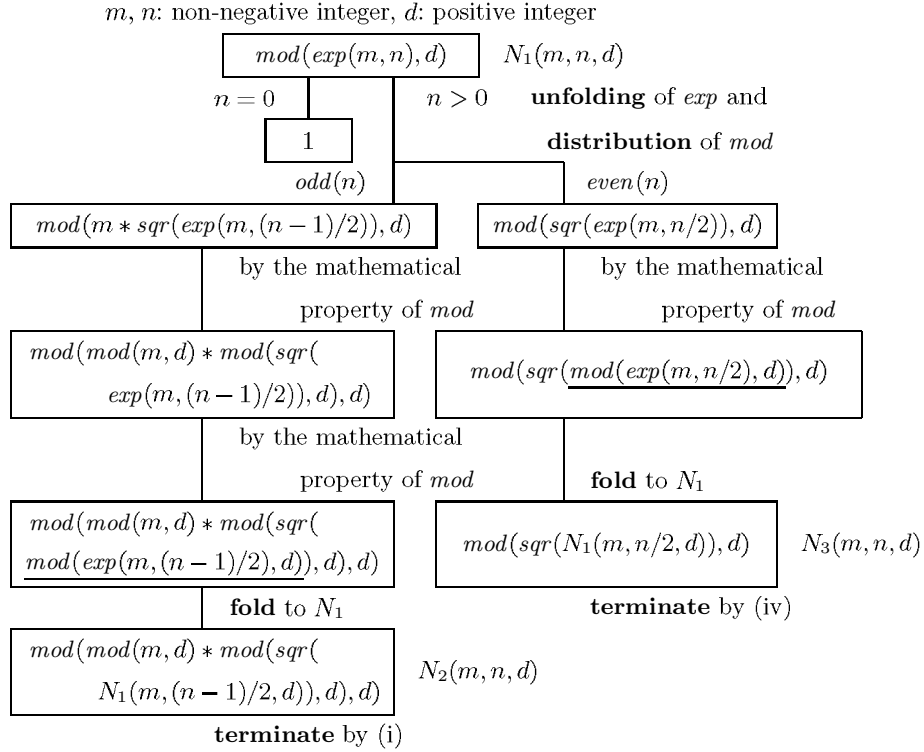 m, n: non-negative integer, d: positive integer
mod(exp(m, n), d) N₁(m, n, d)
n = 0 n > 0 unfolding of exp and
1 distribution of mod
odd(n) even(n)
mod(m * sqr(exp(m, (n − 1)/2)), d) mod(sqr(exp(m, n/2)), d)
by the mathematical by the mathematical
property of mod property of mod
mod(mod(m, d) * mod(sqr(
exp(m, (n − 1)/2)), d), d)
mod(sqr(mod(exp(m, n/2), d)), d)
by the mathematical
property of mod
fold to N₁
mod(mod(m, d) * mod(sqr(
mod(exp(m, (n − 1)/2), d)), d), d)
mod(sqr(N₁(m, n/2, d)), d) N₃(m, n, d)
fold to N₁ terminate by (iv)
mod(mod(m, d) * mod(sqr(
N₁(m, (n − 1)/2, d)), d), d)
N₂(m, n, d)
terminate by (i)